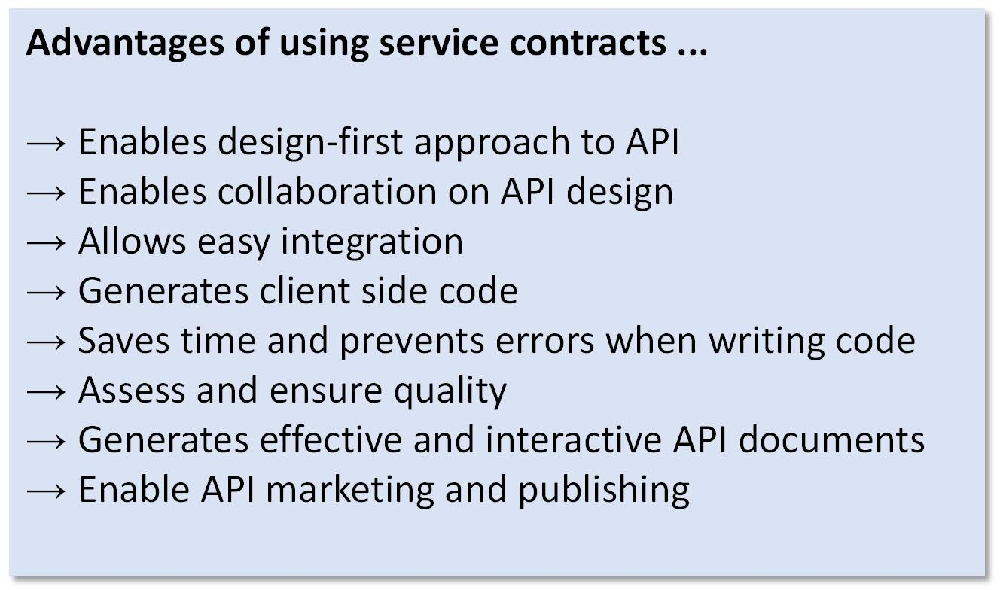 Advantages of using service contracts ...
→ Enables design-first approach to API
→ Enables collaboration on API design
→ Allows easy integration
→ Generates client side code
→ Saves time and prevents errors when writing code
→ Assess and ensure quality
→ Generates effective and interactive API documents
→ Enable API marketing and publishing